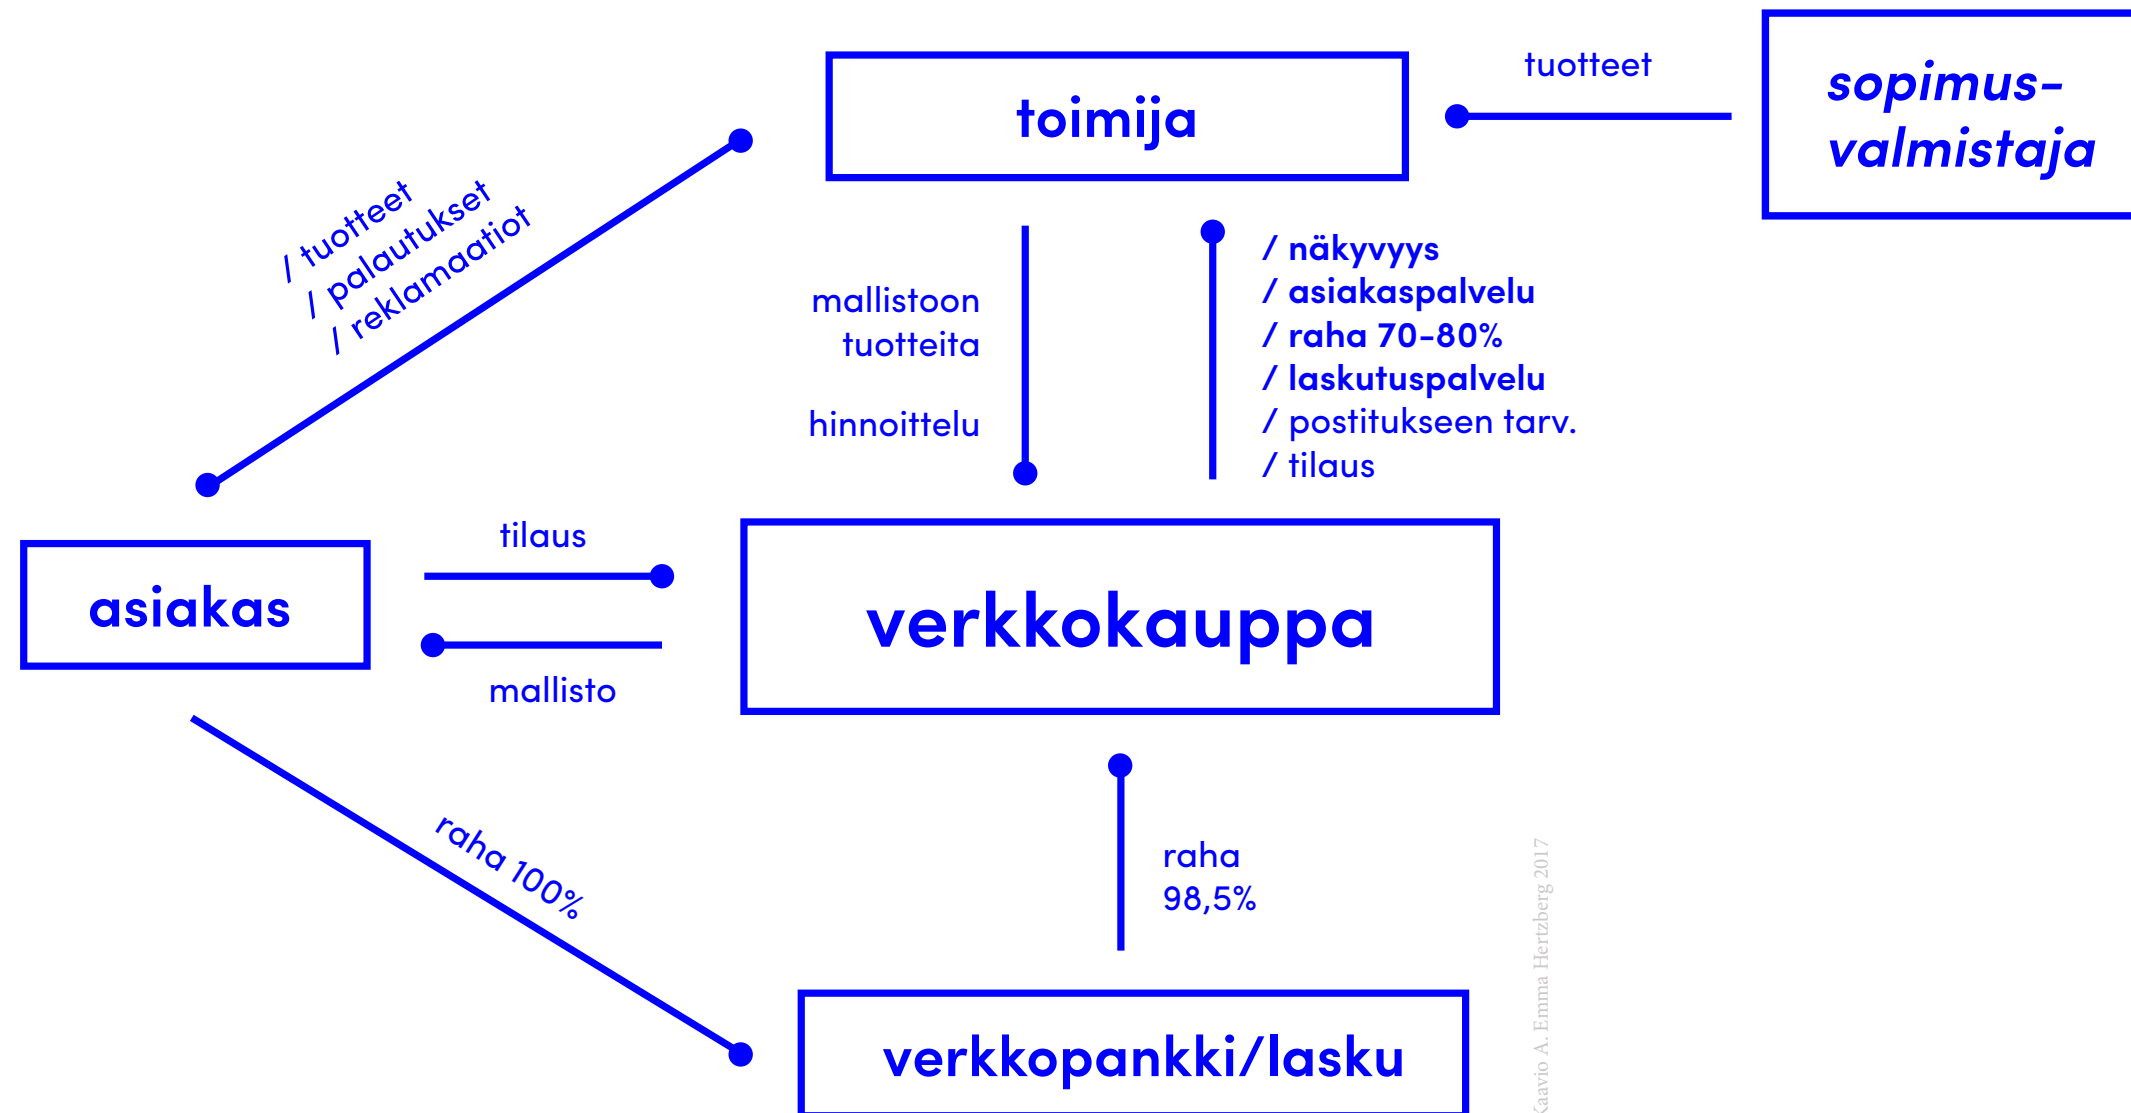 toimija
tuotteet
sopimus-
valmistaja
/ tuotteet
/ palautukset
/ reklamaatiot
mallistoon
tuotteita
hinnoittelu
/ näkyvyys
/ asiakaspalvelu
/ raha 70-80%
/ laskutuspalvelu
/ postitukseen tarv.
/ tilaus
asiakas
tilaus
mallisto
verkkokauppa
raha 100%
raha
98,5%
verkkopankki/lasku
Kaavio A. Emma Hertzberg 2017